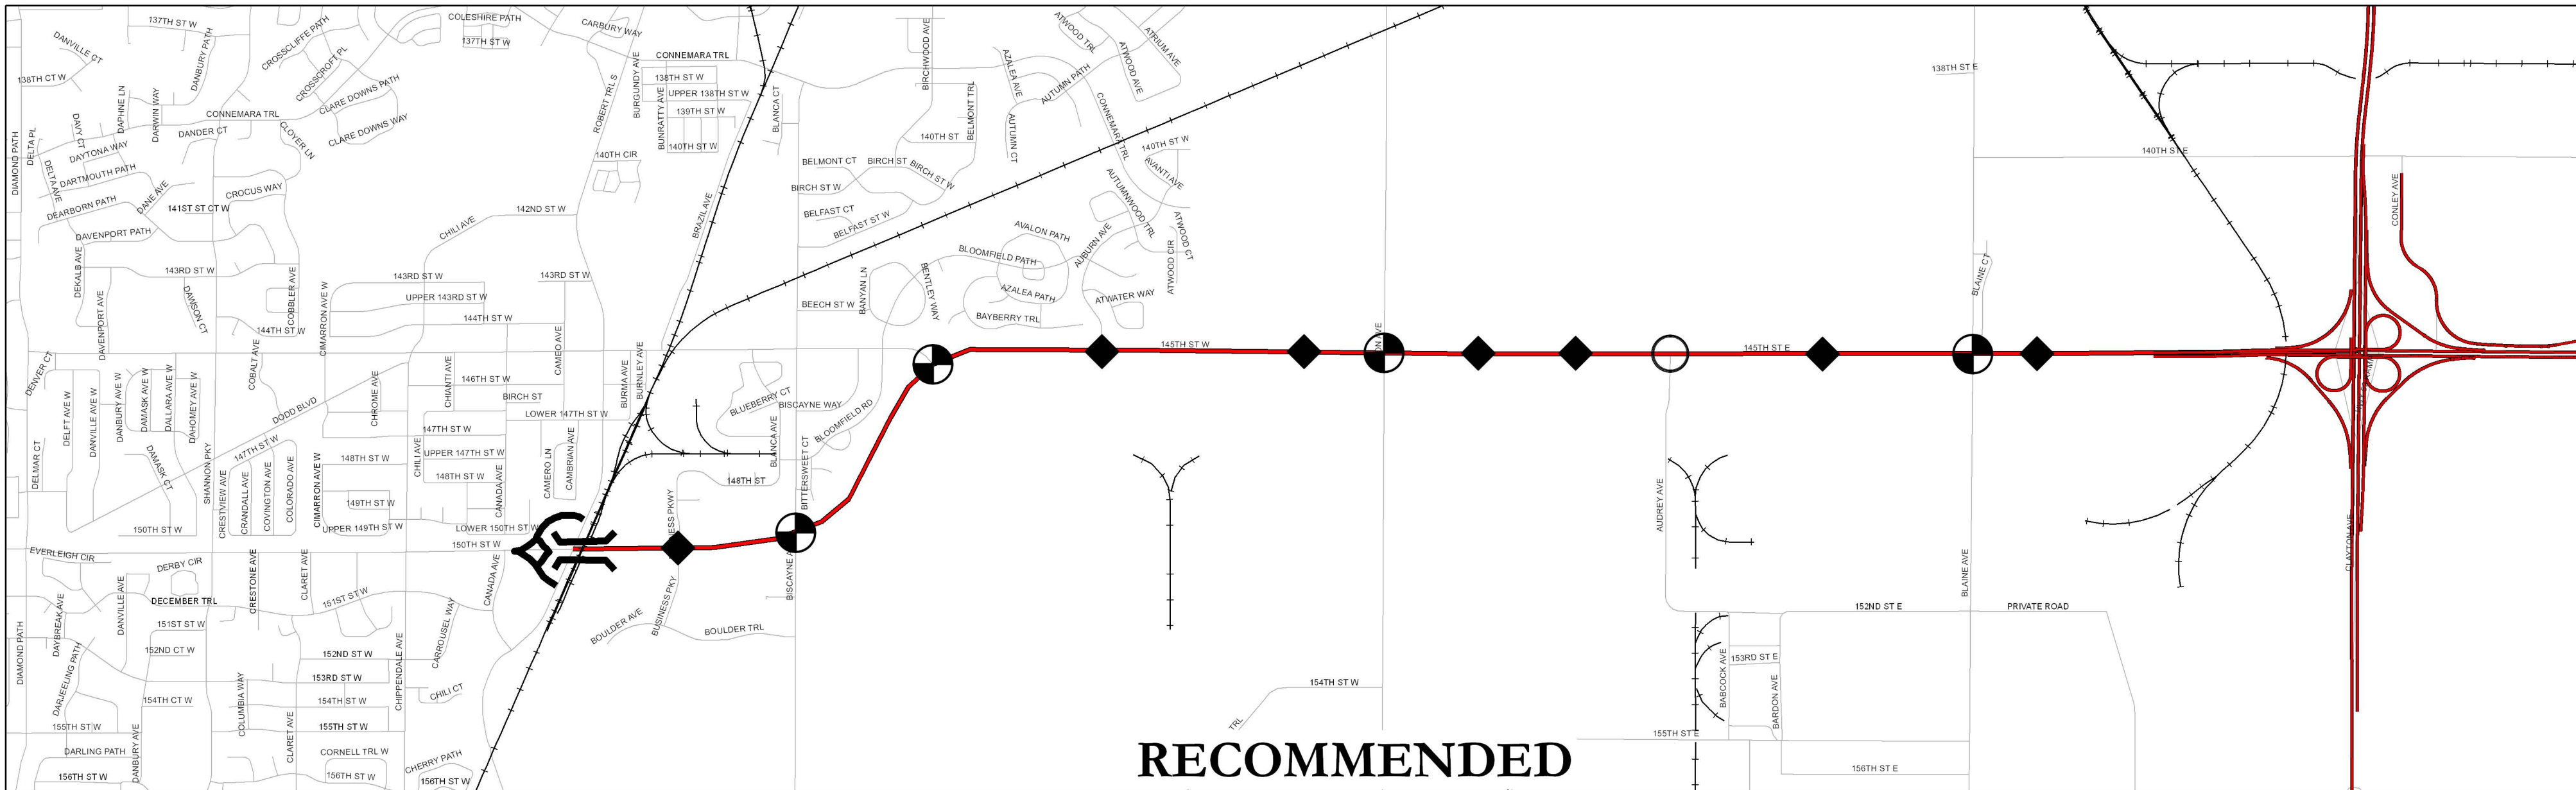 137TH ST W
COLESHIRE PATH
137TH ST W
CARBURY WAY
CONNEMARA TRL
DANVILLE CT
138TH CT W
DANBURY PATH
CROSSCLIFFE PATH
CROSSCROFT PL
CLARE DOWNS PATH
CLARE DOWNS WAY
CONNEMARA TRL
DANDER CT
CLOYER LN
DAPHNE LN
DARWIN WAY
DAVY CT
DELTA PL
DIAMOND PATH
DAYTONA WAY
DARTMOUTH PATH
DELTA AVE
DEARBORN PATH
DANE AVE
141ST ST CT W
CROCUS WAY
DAVENPORT PATH
ROBERT TRL S
BURGUNDY AVE
138TH ST W
UPPER 138TH ST W
139TH ST W
BUNRATTY AVE
140TH ST W
140TH CIR
BLANCA CT
BRAZIL AVE
142ND ST W
CHILI AVE
BIRCHWOOD AVE
BELMONT TRL
140TH ST
BELMONT CT
BIRCH ST
BIRCH ST W
BIRCH ST W
BELFAST CT
BELFAST ST W
AZALEA AVE
AUTUMN PATH
AUTUMN CT
ATWOOD TRL
ATWOOD AVE
ATRIUM AVE
CONNEMARA TRL
140TH ST W
AVANTI AVE
AUTUMNWOOD TRL
ATWOOD CT
ATWOOD CIR
AUBURN AVE
AVALON PATH
BLOOMFIELD PATH
AZALEA PATH
ATWATER WAY
BAYBERRY TRL
BENTLEY WAY
BANYAN LN
BEECH ST W
138TH ST E
140TH ST E
BLAINE CT
CONLEY AVE
DEKALB AVE
143RD ST W
DAWSON CT
COBBLER AVE
DAVENPORT AVE
144TH ST W
CIMARRON AVE W
143RD ST W
UPPER 143RD ST W
144TH ST W
143RD ST W
CAMEO AVE
145TH ST W
ON AVE
145TH ST E
DENVER CT
COBALT AVE
DODD BLVD
CHROME AVE
CHIANTI AVE
146TH ST W
BIRCH ST
LOWER 147TH ST W
BURMA AVE
BURNLEY AVE
BLUEBERRY CT
BISCAYNE WAY
BLOOMFIELD RD
BLANCA AVE
BITTERSWEET CT
148TH ST
DELFT AVE W
DANVILLE AVE W
DANBURY AVE W
DAMASK AVE W
DALLARA AVE W
DAHOMEY AVE W
DELMAR CT
DAMASK CT
SHANNON PKY
147TH ST W
CRESTVIEW AVE
CRANDALL AVE
COVINGTON AVE
COLORADO AVE
CIMARRON AVE W
147TH ST W
CHILI AVE
UPPER 147TH ST W
148TH ST W
148TH ST W
CANADA AVE
CAMERO LN
CAMBRIAN AVE
149TH ST W
UPPER 149TH ST W
LOWER 150TH ST W
150TH ST W
150TH ST W
ESS PKWY
BISCAYNE A
BUSINESS PKY
BOULDER AVE
BOULDER TRL
EVERLEIGH CIR
DERBY CIR
CRESTONE AVE
CLARET AVE
CANADA AVE
DECEMBER TRL
151ST ST W
DANVILLE AVE
DAYBREAK AVE
DIAMOND PATH
151ST ST W
152ND CT W
DARJEELING PATH
152ND ST W
153RD ST W
154TH ST W
155TH ST W
154TH CT W
COLUMBIA WAY
CLARET AVE
CHIPPENDALE AVE
CARROUSEL WAY
CHILI CT
155TH ST W
DARLING PATH
156TH ST W
DANBURY AVE
CORNELL TRL W
156TH ST W
CHERRY PATH
156TH ST W
154TH ST W
TRL
AUDREY AVE
BLAINE AVE
CLAYTON AVE
152ND ST E
PRIVATE ROAD
153RD ST E
BABCOCK AVE
BARDON AVE
155TH ST E
156TH ST E
RECOMMENDED